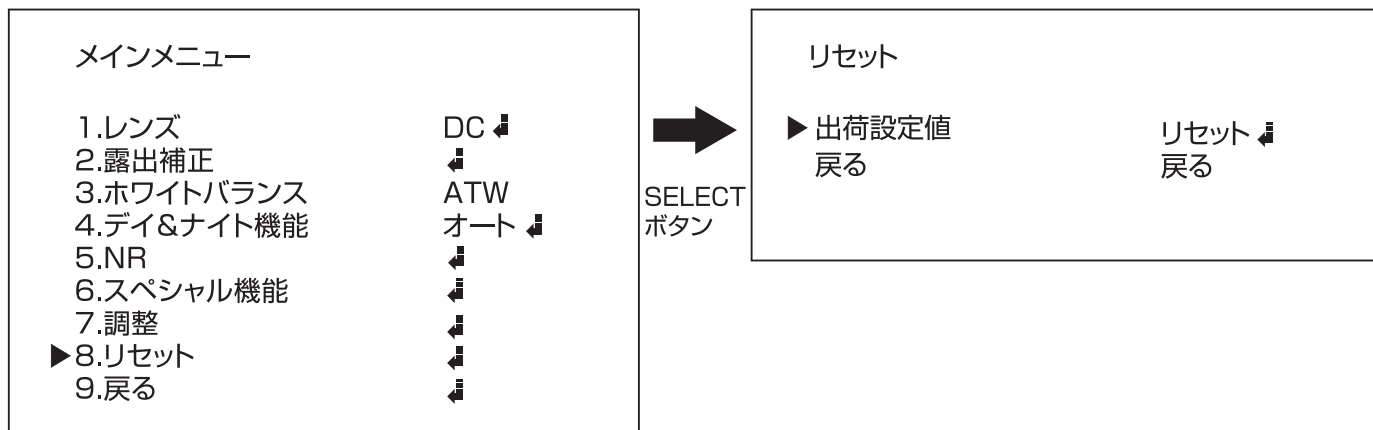 メインメニュー
1.レンズ DC
2.露出補正
3.ホワイトバランス ATW
4.デイ&ナイト機能 オート
5.NR
6.スペシャル機能
7.調整
▶8.リセット
9.戻る
SELECT
ボタン
リセット
▶出荷設定値 リセット
戻る 戻る